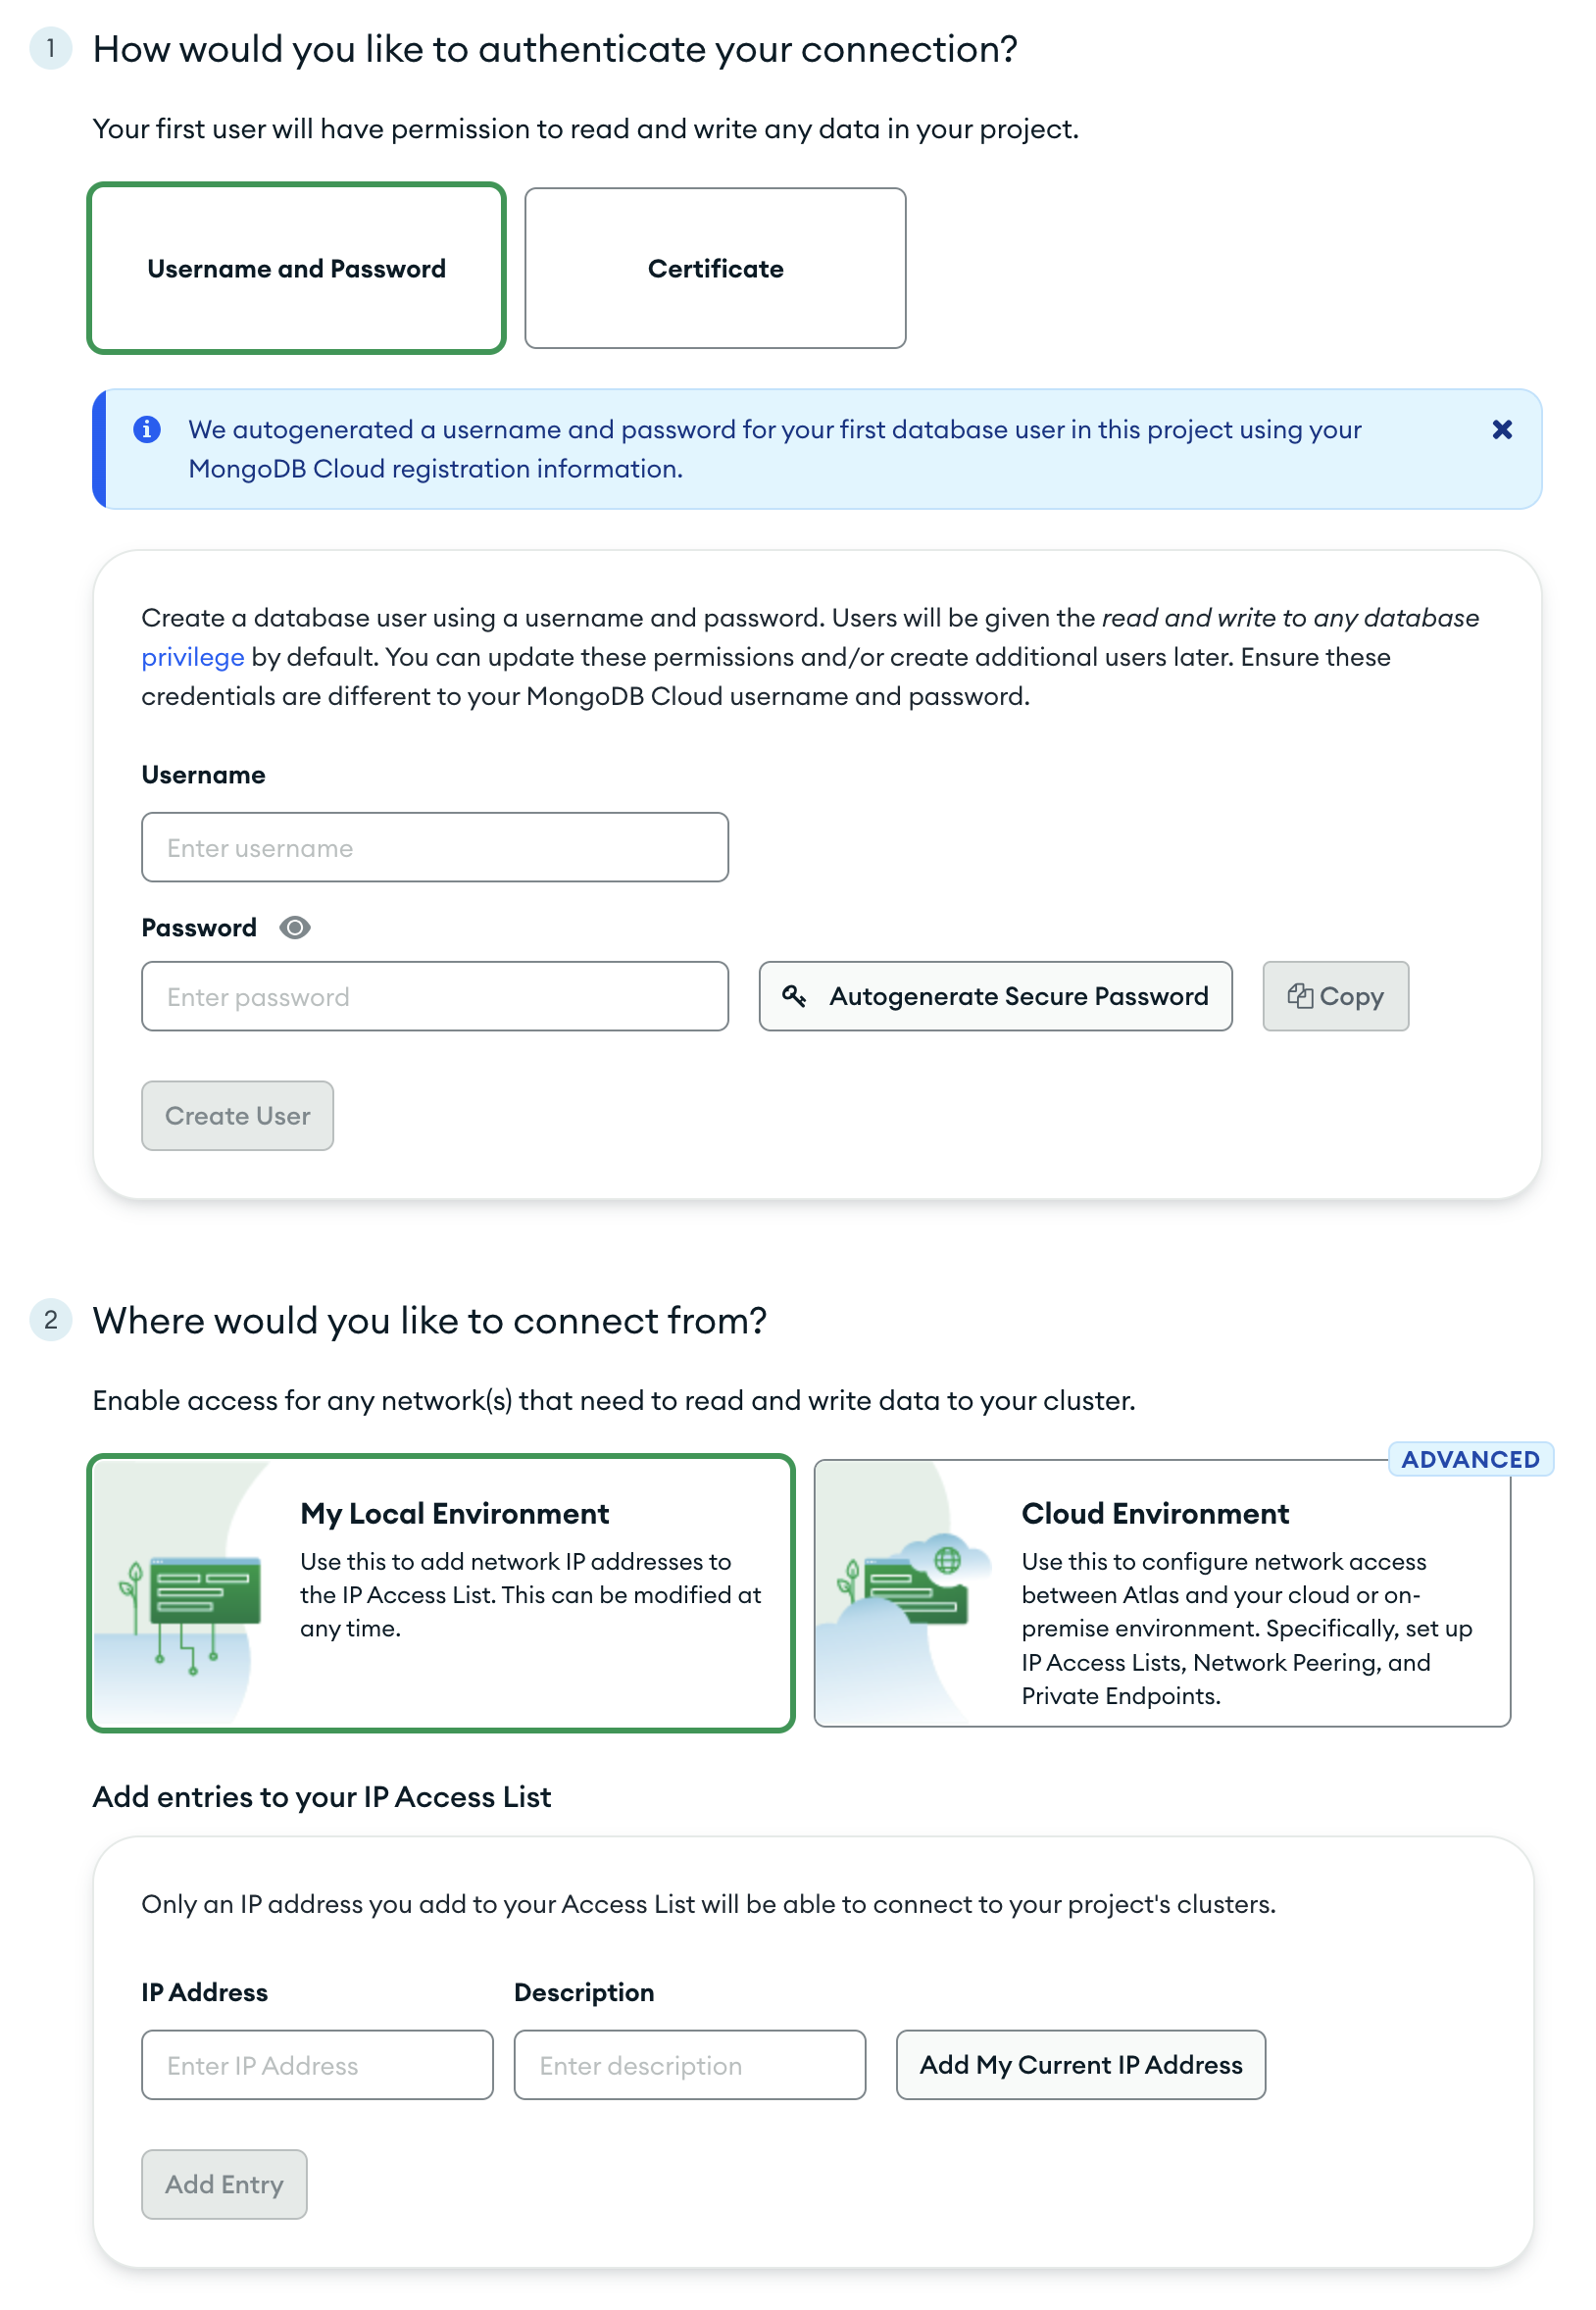 1 How would you like to authenticate your connection?
Your first user will have permission to read and write any data in your project.
Username and Password
Certificate
We autogenerated a username and password for your first database user in this project using your
MongoDB Cloud registration information.
Create a database user using a username and password. Users will be given the read and write to any database
privilege by default. You can update these permissions and/or create additional users later. Ensure these
credentials are different to your MongoDB Cloud username and password.
Username
Enter username
Password
Enter password
Autogenerate Secure Password
Copy
Create User
2 Where would you like to connect from?
Enable access for any network(s) that need to read and write data to your cluster.
My Local Environment
Use this to add network IP addresses to
the IP Access List. This can be modified at
any time.
ADVANCED
Cloud Environment
Use this to configure network access
between Atlas and your cloud or on-
premise environment. Specifically, set up
IP Access Lists, Network Peering, and
Private Endpoints.
Add entries to your IP Access List
Only an IP address you add to your Access List will be able to connect to your project's clusters.
IP Address
Description
Enter IP Address
Enter description
Add My Current IP Address
Add Entry